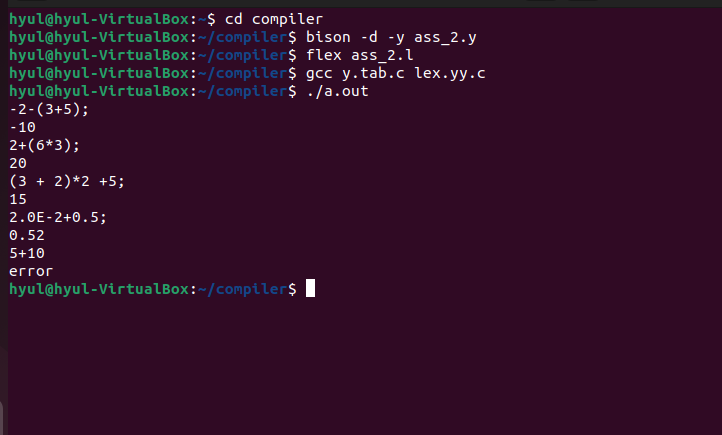 hyul@hyul-VirtualBox:~$ cd compiler
hyul@hyul-VirtualBox:~/compiler$ bison -d -y ass_2.y
hyul@hyul-VirtualBox:~/compiler$ flex ass_2.l
hyul@hyul-VirtualBox:~/compiler$ gcc y.tab.c lex.yy.c
hyul@hyul-VirtualBox:~/compiler$ ./a.out
-2-(3+5);
-10
2+(6*3);
20
(3 + 2)*2 +5;
15
2.0E-2+0.5;
0.52
5+10
error
hyul@hyul-VirtualBox:~/compiler$